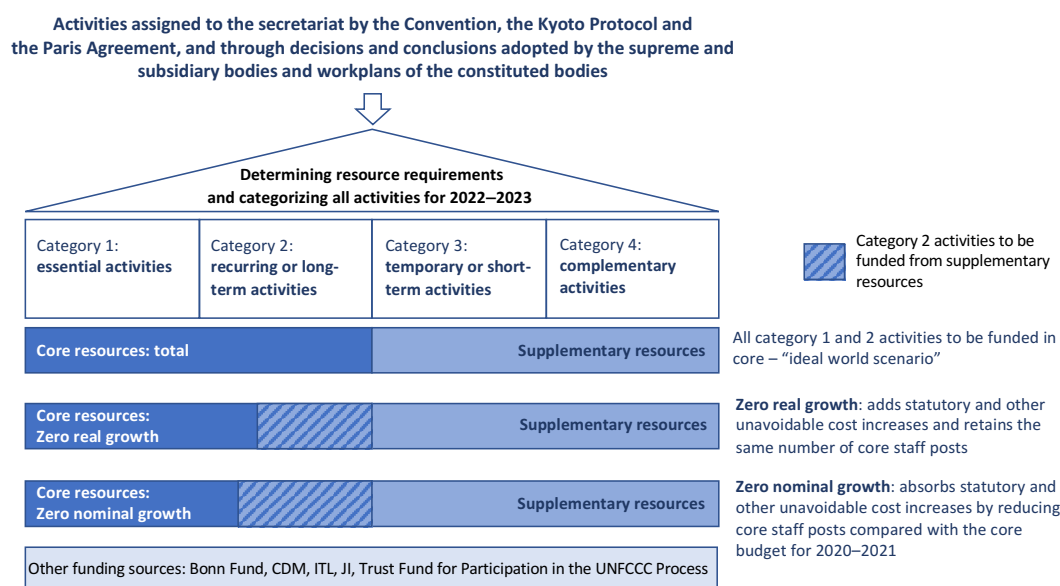 Activities assigned to the secretariat by the Convention, the Kyoto Protocol and
the Paris Agreement, and through decisions and conclusions adopted by the supreme and
subsidiary bodies and workplans of the constituted bodies
Determining resource requirements
and categorizing all activities for 2022–2023
Category 1:
essential activities
Category 2:
recurring or long-
term activities
Category 3:
temporary or short-
term activities
Category 4:
complementary
activities
Category 2 activities to be
funded from supplementary
resources
Core resources: total
Supplementary resources
All category 1 and 2 activities to be funded in
core – “ideal world scenario”
Core resources:
Zero real growth
Supplementary resources
Zero real growth: adds statutory and other
unavoidable cost increases and retains the
same number of core staff posts
Core resources:
Zero nominal growth
Supplementary resources
Zero nominal growth: absorbs statutory and
other unavoidable cost increases by reducing
core staff posts compared with the core
budget for 2020–2021
Other funding sources: Bonn Fund, CDM, ITL, JI, Trust Fund for Participation in the UNFCCC Process